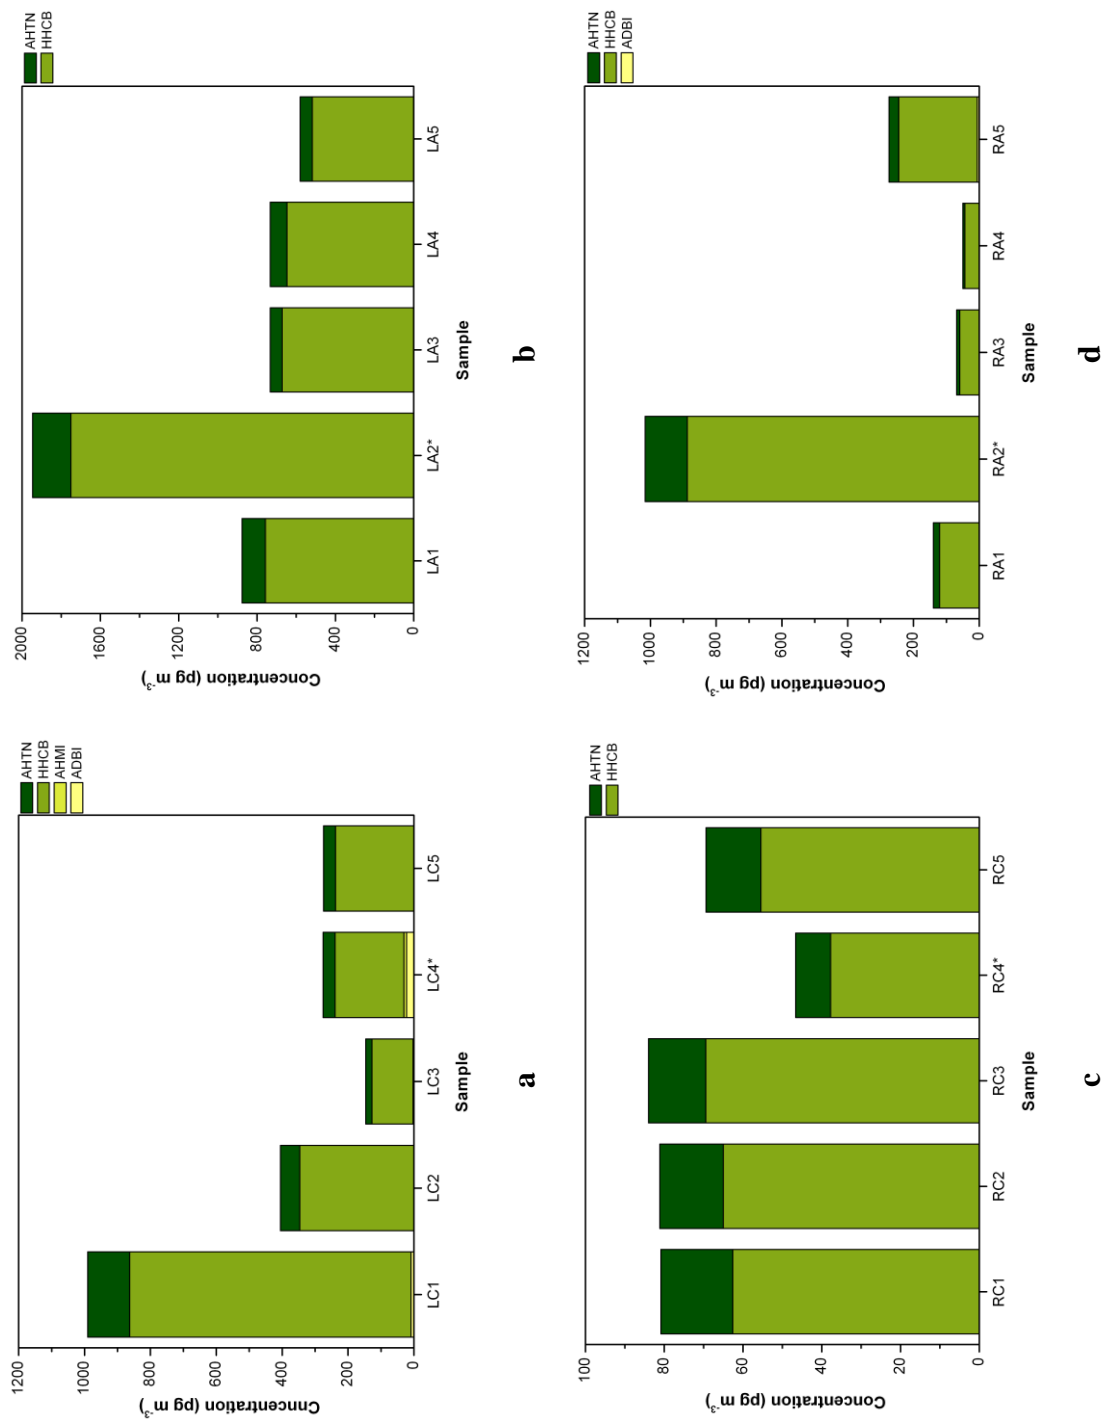 AHTN
HHCB
AHMI
ADBI
Cnncentration (pg m⁻³)
1200
1000
800
600
400
200
0
LC1 LC2 LC3 LC4* LC5
Sample
a
AHTN
HHCB
Concentration (pg m⁻³)
2000
1600
1200
800
400
0
LA1 LA2* LA3 LA4 LA5
Sample
b
AHTN
HHCB
Concentration (pg m⁻³)
100
80
60
40
20
0
RC1 RC2 RC3 RC4* RC5
Sample
c
AHTN
HHCB
ADBI
Concentration (pg m⁻³)
1200
1000
800
600
400
200
0
RA1 RA2* RA3 RA4 RA5
Sample
d